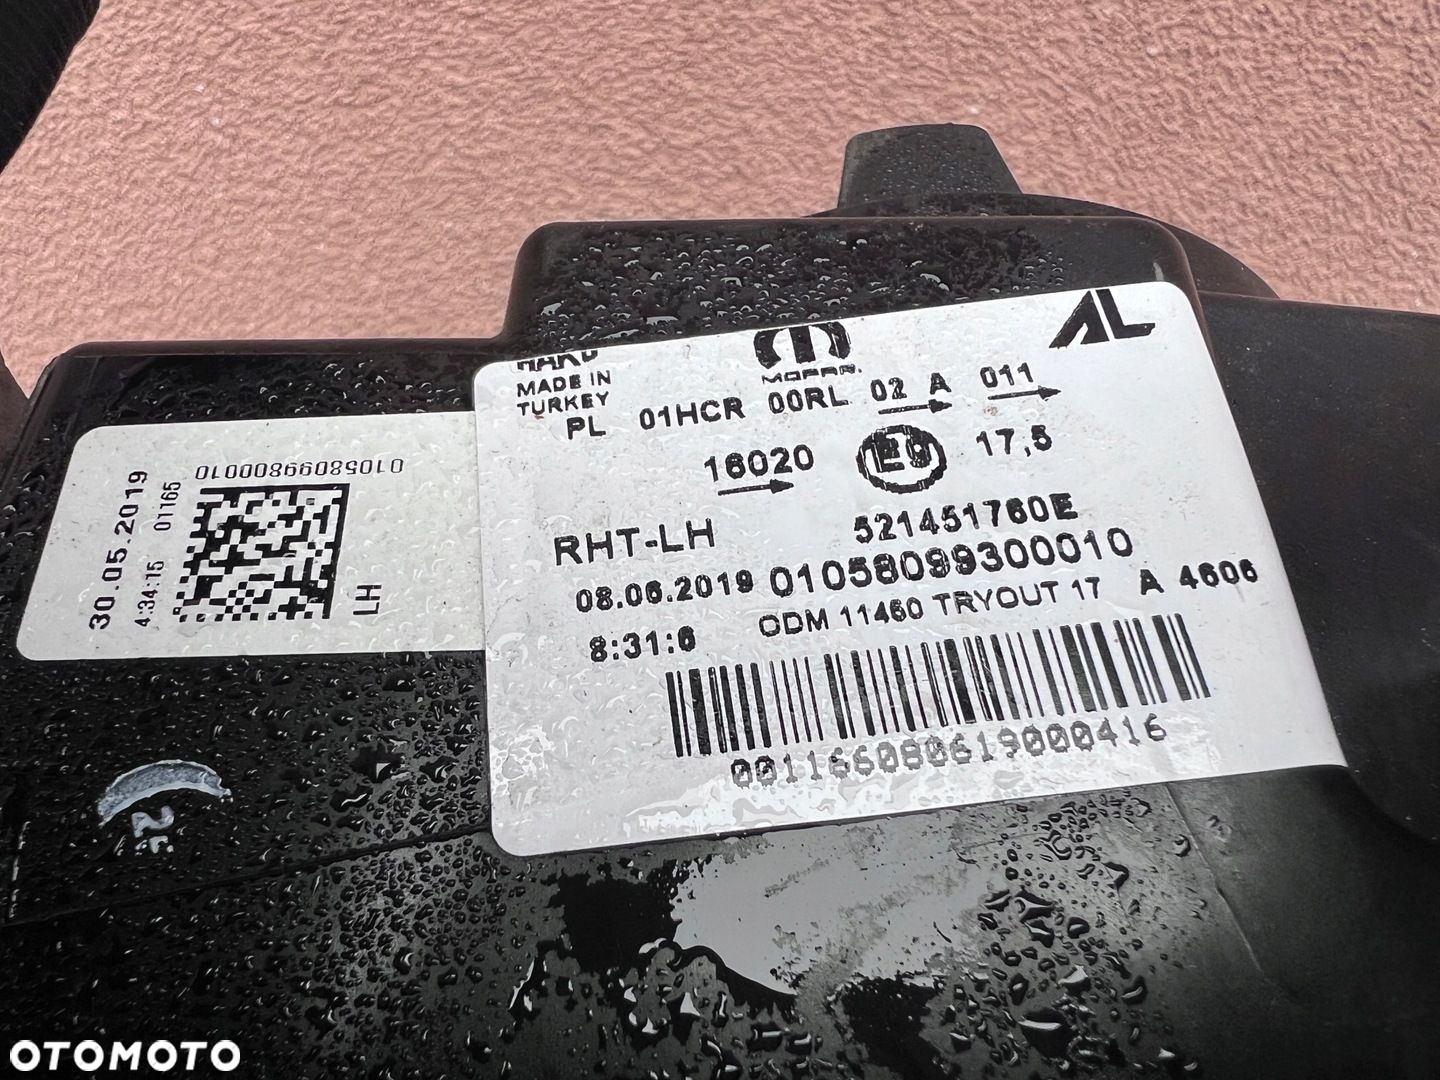 01058099800010
30.05.2019
4:34:15 01165
LH
AL
MOPAR.
MADE IN
TURKEY
PL 01HCR 00RL 02 A 011
16020 E9 17,5
RHT-LH 521451760E
08.06.2019 01058099300010
8:31:6 ODM 11460 TRYOUT 17 A 4606
001166080619000416
OTOMOTO